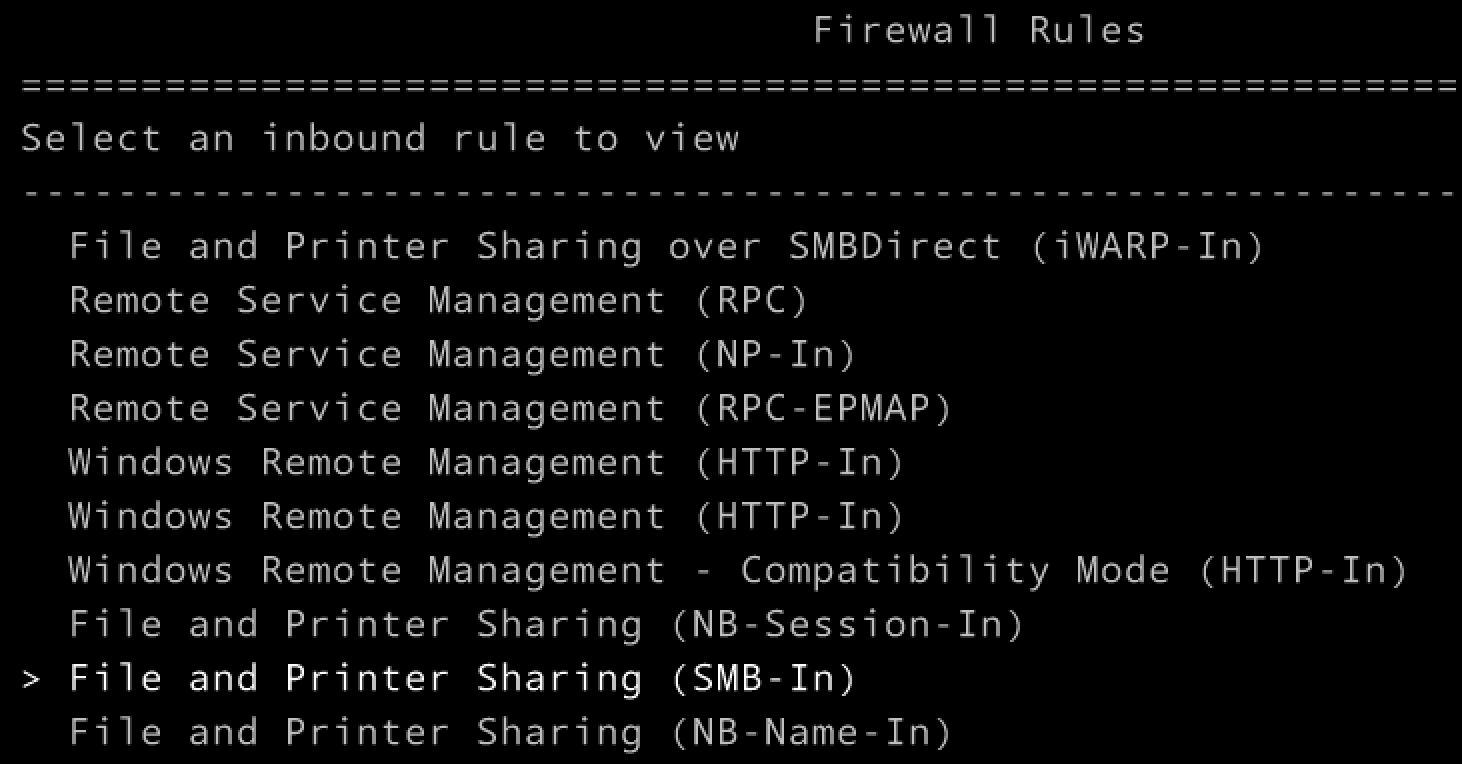 Firewall Rules
============================================================
Select an inbound rule to view
------------------------------------------------------------
File and Printer Sharing over SMBDirect (iWARP-In)
Remote Service Management (RPC)
Remote Service Management (NP-In)
Remote Service Management (RPC-EPMAP)
Windows Remote Management (HTTP-In)
Windows Remote Management (HTTP-In)
Windows Remote Management - Compatibility Mode (HTTP-In)
File and Printer Sharing (NB-Session-In)
> File and Printer Sharing (SMB-In)
File and Printer Sharing (NB-Name-In)